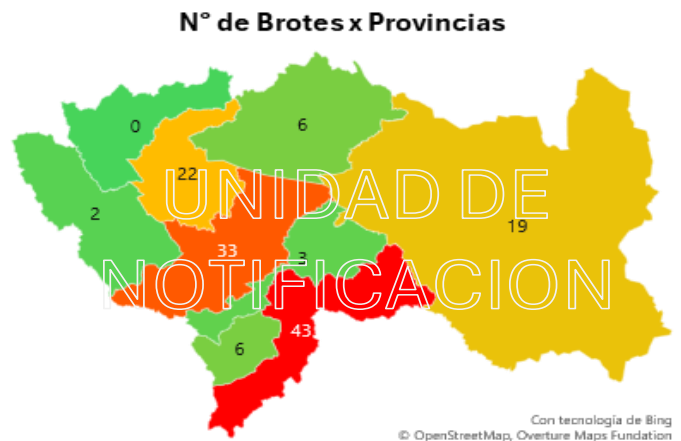 N° de Brotes x Provincias
0
6
22
UNIDAD DE
2
19
33
3
NOTIFICACION
43
6
Con tecnología de Bing
© OpenStreetMap, Overture Maps Fundation